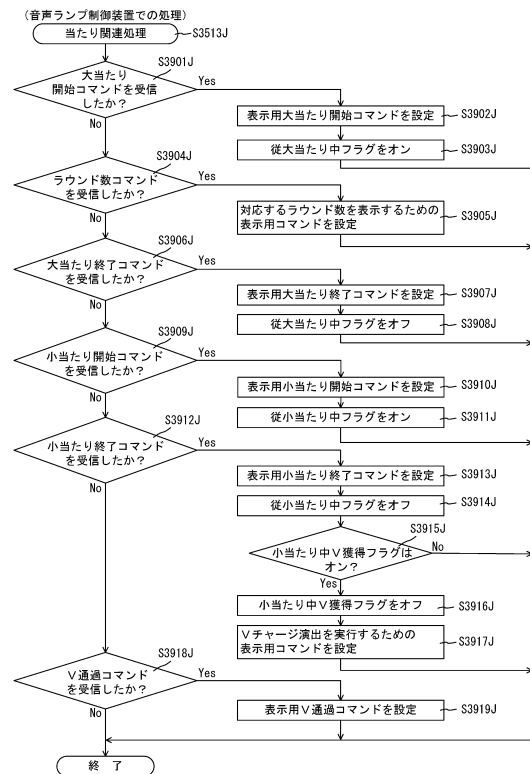 (音声ランプ制御装置での処理)
当たり関連処理
S3513J
S3901J
大当たり
開始コマンドを受信
したか?
Yes
No
表示用大当たり開始コマンドを設定
S3902J
従大当たり中フラグをオン
S3903J
S3904J
ラウンド数コマンド
を受信したか?
Yes
No
対応するラウンド数を表示するための
表示用コマンドを設定
S3905J
S3906J
大当たり終了コマンド
を受信したか?
Yes
No
表示用大当たり終了コマンドを設定
S3907J
従大当たり中フラグをオフ
S3908J
S3909J
小当たり開始コマンド
を受信したか?
Yes
No
表示用小当たり開始コマンドを設定
S3910J
従小当たり中フラグをオン
S3911J
S3912J
小当たり終了コマンド
を受信したか?
Yes
No
表示用小当たり終了コマンドを設定
S3913J
従小当たり中フラグをオフ
S3914J
S3915J
小当たり中V獲得フラグは
オン?
No
Yes
小当たり中V獲得フラグをオフ
S3916J
Vチャージ演出を実行するための
表示用コマンドを設定
S3917J
S3918J
V通過コマンド
を受信したか?
Yes
No
表示用V通過コマンドを設定
S3919J
終 了